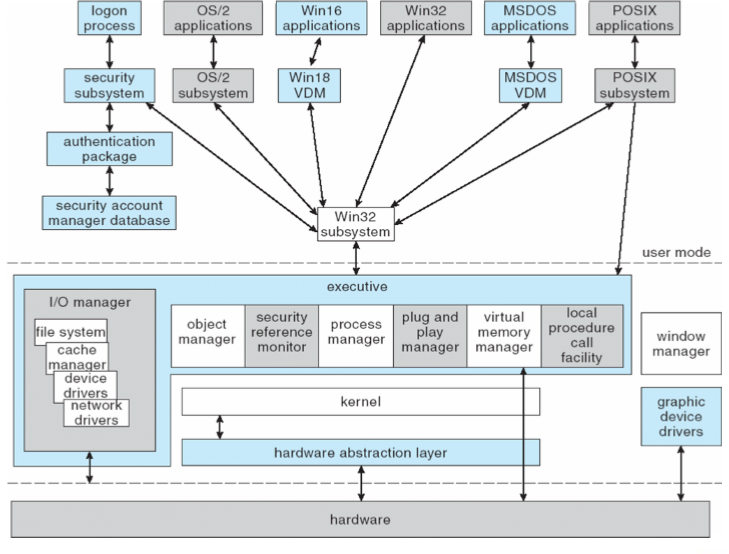 logon
process
OS/2
applications
Win16
applications
Win32
applications
MSDOS
applications
POSIX
applications
security
subsystem
OS/2
subsystem
Win18
VDM
MSDOS
VDM
POSIX
subsystem
authentication
package
security account
manager database
Win32
subsystem
user mode
executive
I/O manager
file system
cache
manager
device
drivers
network
drivers
object
manager
security
reference
monitor
process
manager
plug and
play
manager
virtual
memory
manager
local
procedure
call
facility
window
manager
kernel
graphic
device
drivers
hardware abstraction layer
hardware